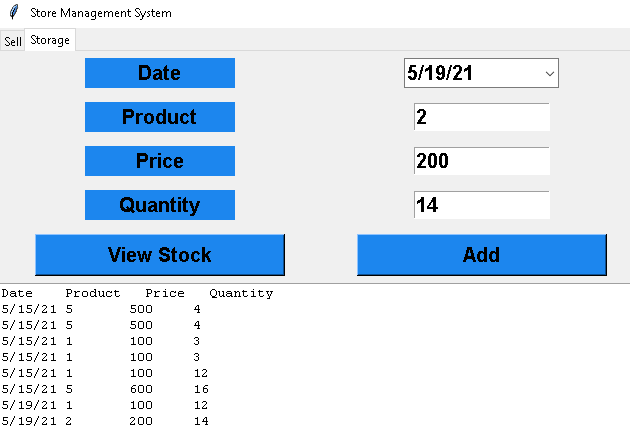 Store Management System
Sell Storage
Date 5/19/21
Product 2
Price 200
Quantity 14
View Stock Add
Date Product Price Quantity
5/15/21 5 500 4
5/15/21 5 500 4
5/15/21 1 100 3
5/15/21 1 100 3
5/15/21 1 100 12
5/15/21 5 600 16
5/19/21 1 100 12
5/19/21 2 200 14